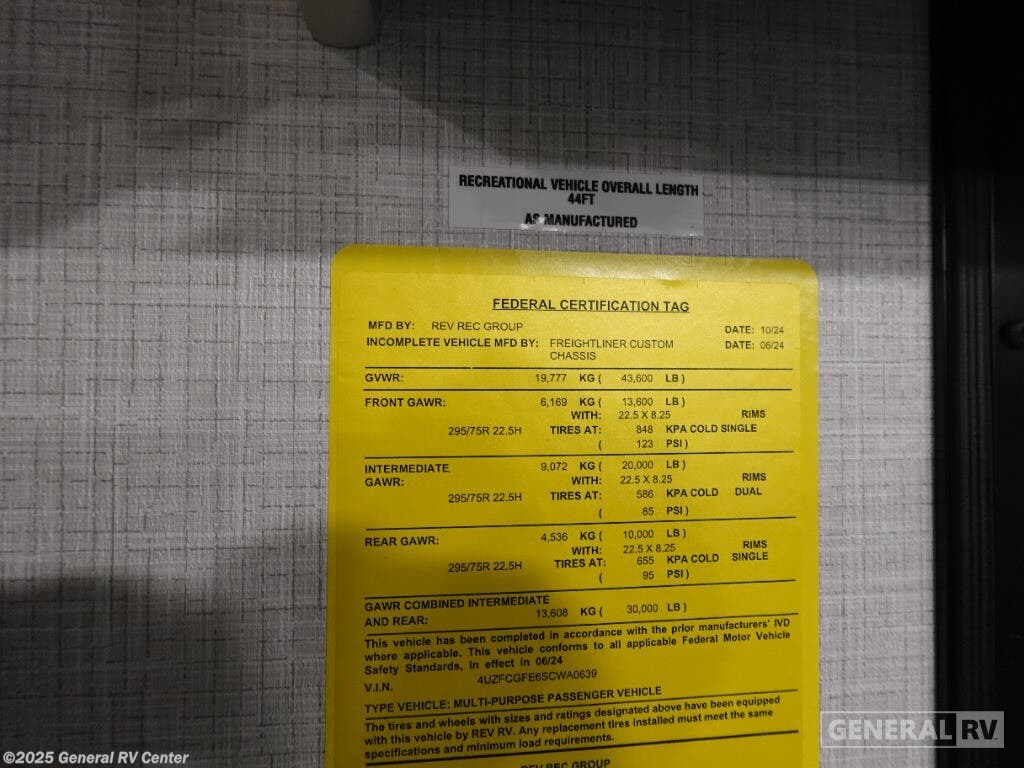 RECREATIONAL VEHICLE OVERALL LENGTH
44FT
AS MANUFACTURED
FEDERAL CERTIFICATION TAG
MFD BY: REV REC GROUP DATE: 10/24
INCOMPLETE VEHICLE MFD BY: FREIGHTLINER CUSTOM DATE: 06/24
CHASSIS
GVWR: 19,777 KG ( 43,600 LB )
FRONT GAWR: 6,169 KG ( 13,600 LB )
WITH: 22.5 X 8.25 RIMS
295/75R 22.5H TIRES AT: 848 KPA COLD SINGLE
( 123 PSI )
INTERMEDIATE 9,072 KG ( 20,000 LB )
GAWR: WITH: 22.5 X 8.25 RIMS
295/75R 22.5H TIRES AT: 586 KPA COLD DUAL
( 85 PSI )
REAR GAWR: 4,536 KG ( 10,000 LB )
WITH: 22.5 X 8.25 RIMS
295/75R 22.5H TIRES AT: 655 KPA COLD SINGLE
( 95 PSI )
GAWR COMBINED INTERMEDIATE
AND REAR: 13,608 KG ( 30,000 LB )
This vehicle has been completed in accordance with the prior manufacturers' IVD
where applicable. This vehicle conforms to all applicable Federal Motor Vehicle
Safety Standards, in effect in 06/24
V.I.N. 4UZFCGFE6SCWA0639
TYPE VEHICLE: MULTI-PURPOSE PASSENGER VEHICLE
The tires and wheels with sizes and ratings designated above have been equipped
with this vehicle by REV RV. Any replacement tires installed must meet the same
specifications and minimum load requirements.
REV REC GROUP
GENERAL RV
©2025 General RV Center